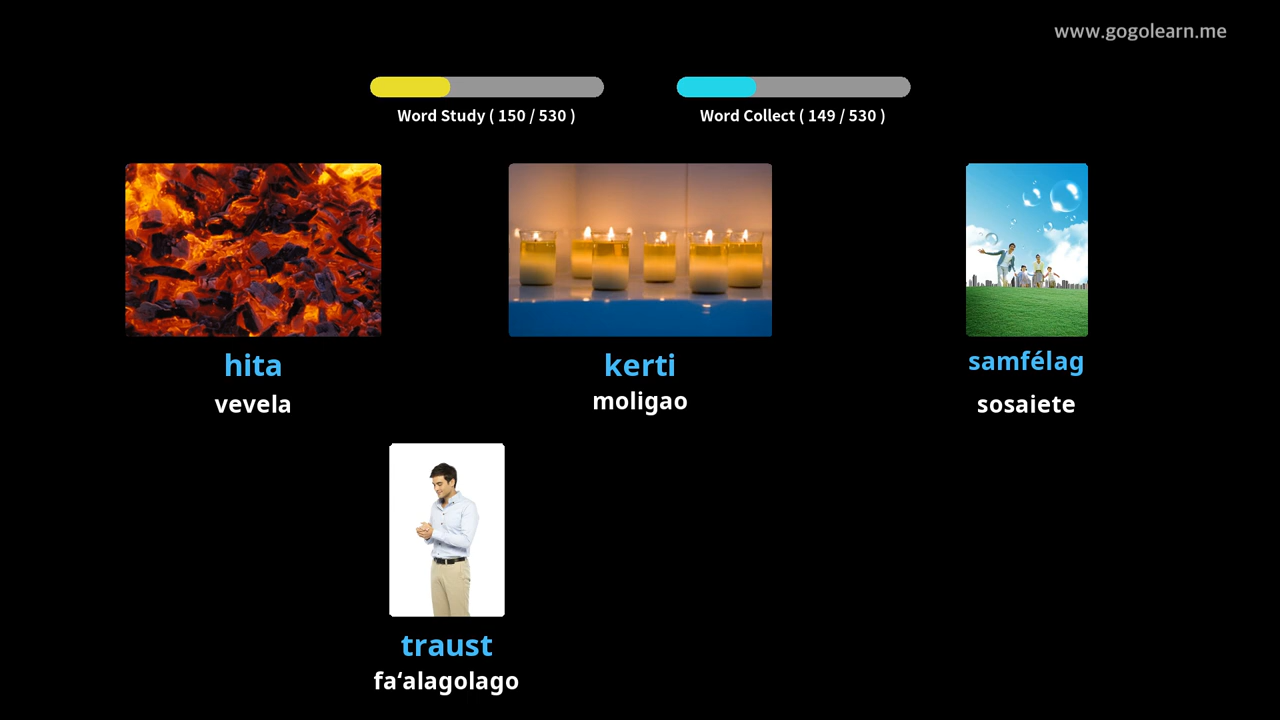 www.gogolearn.me
Word Study ( 150 / 530 )
Word Collect ( 149 / 530 )
hita
vevela
kerti
moligao
samfélag
sosaiete
traust
fa‘alagolago